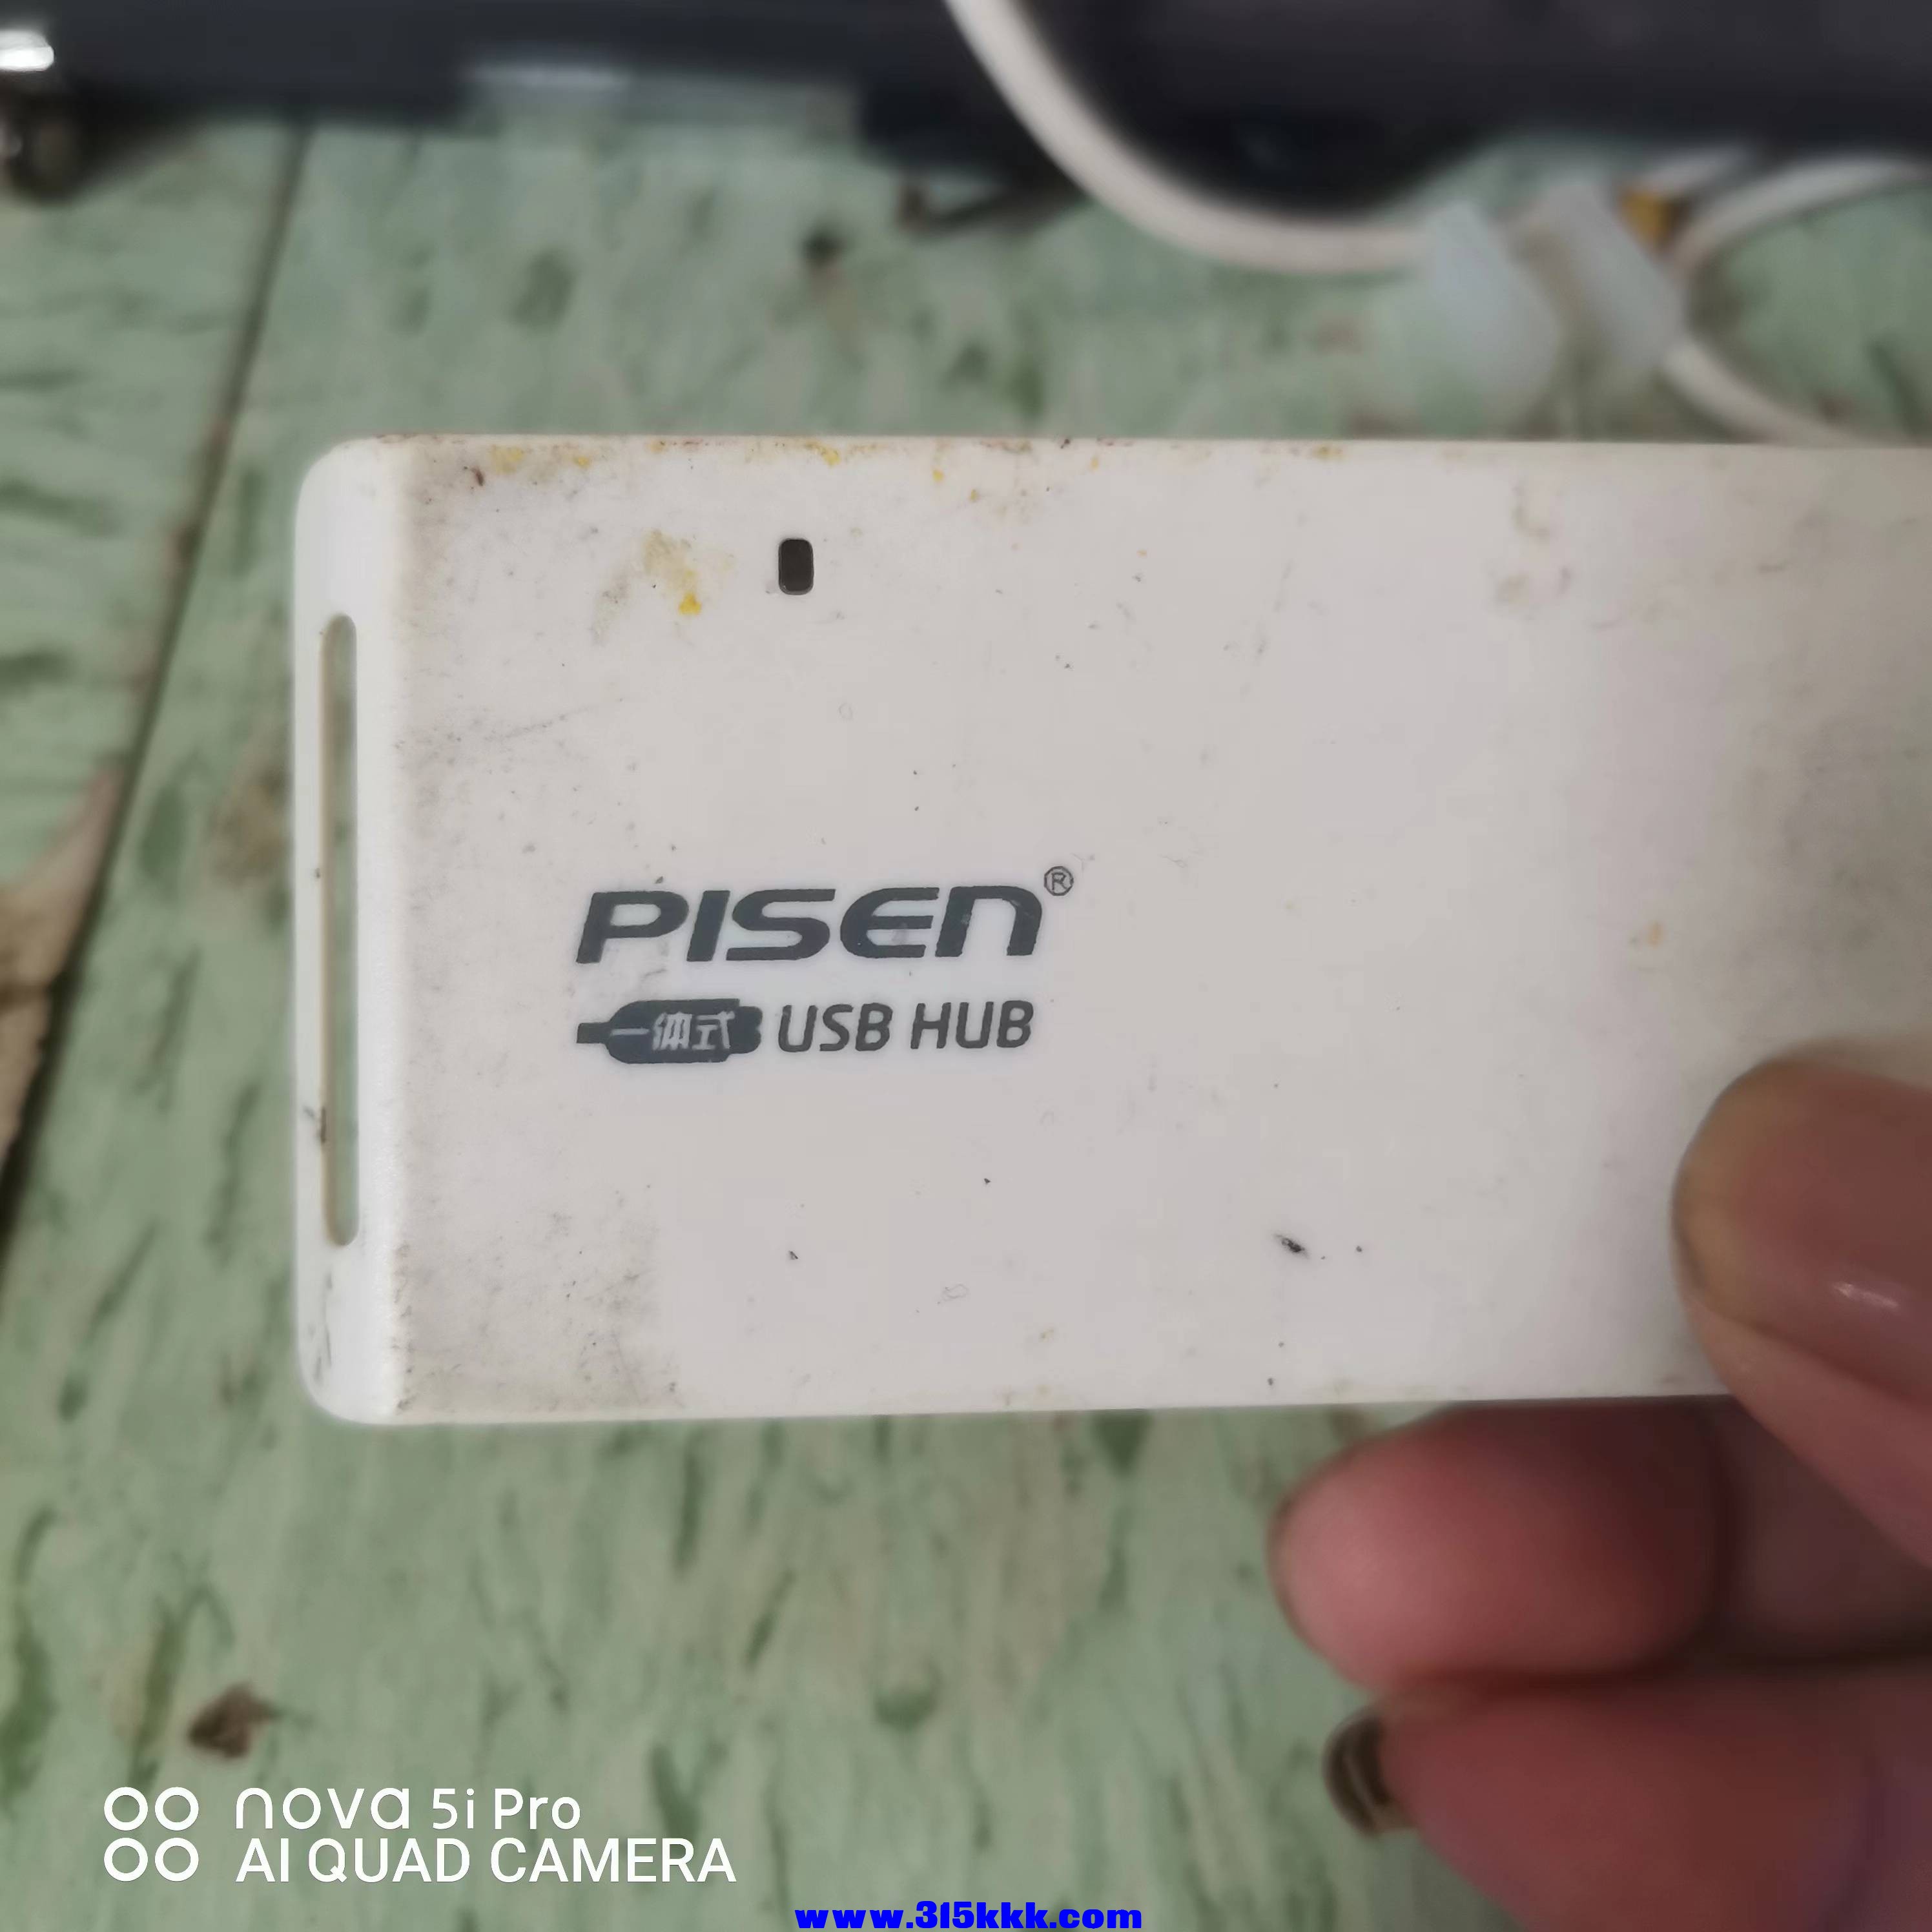 PISEN®
一体式 USB HUB
nova 5i Pro
AI QUAD CAMERA
www.315kkk.com